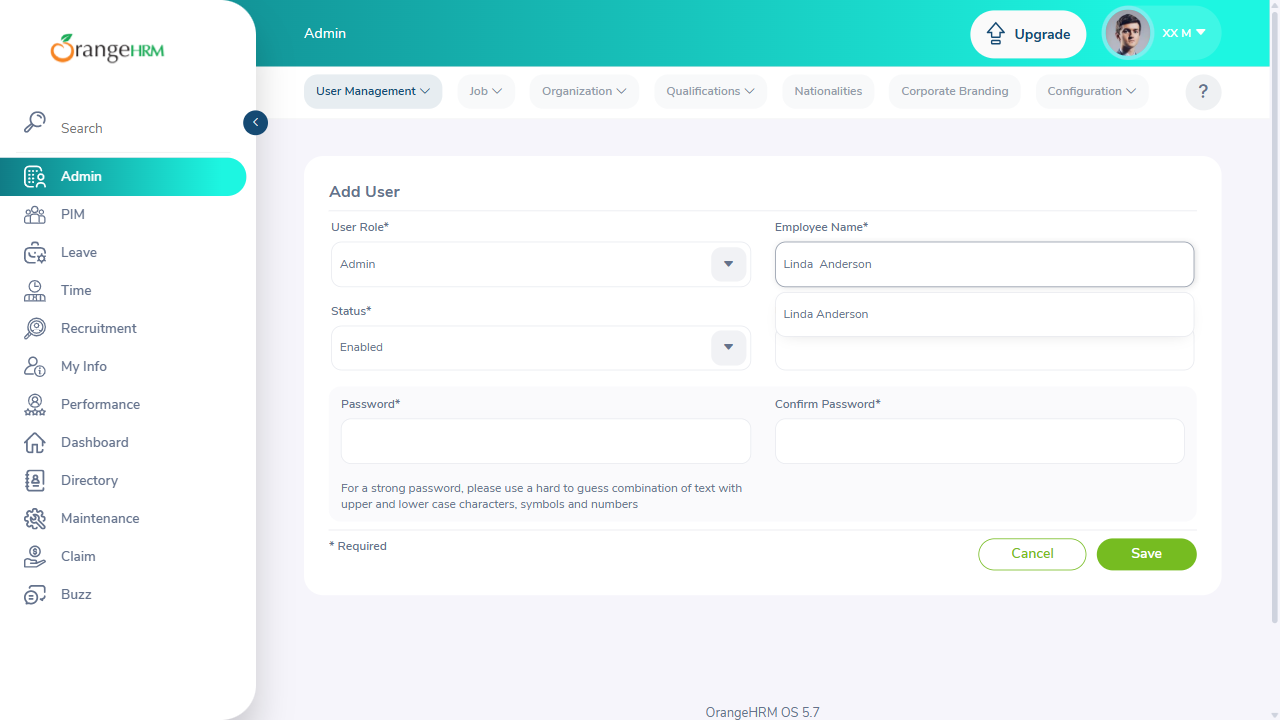 OrangeHRM
Search
Admin
PIM
Leave
Time
Recruitment
My Info
Performance
Dashboard
Directory
Maintenance
Claim
Buzz
Admin
Upgrade
XX M
User Management
Job
Organization
Qualifications
Nationalities
Corporate Branding
Configuration
?
Add User
User Role*
Admin
Employee Name*
Linda  Anderson
Linda Anderson
Status*
Enabled
Password*
Confirm Password*
For a strong password, please use a hard to guess combination of text with
upper and lower case characters, symbols and numbers
* Required
Cancel
Save
OrangeHRM OS 5.7